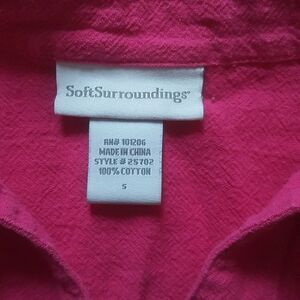 SoftSurroundings®
RN# 101206
MADE IN CHINA
STYLE # 25702
100% COTTON
S